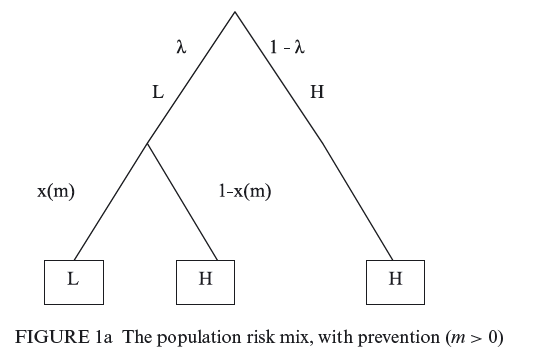 λ
1 - λ
L
H
x(m)
1-x(m)
L
H
H
FIGURE 1a The population risk mix, with prevention (m > 0)